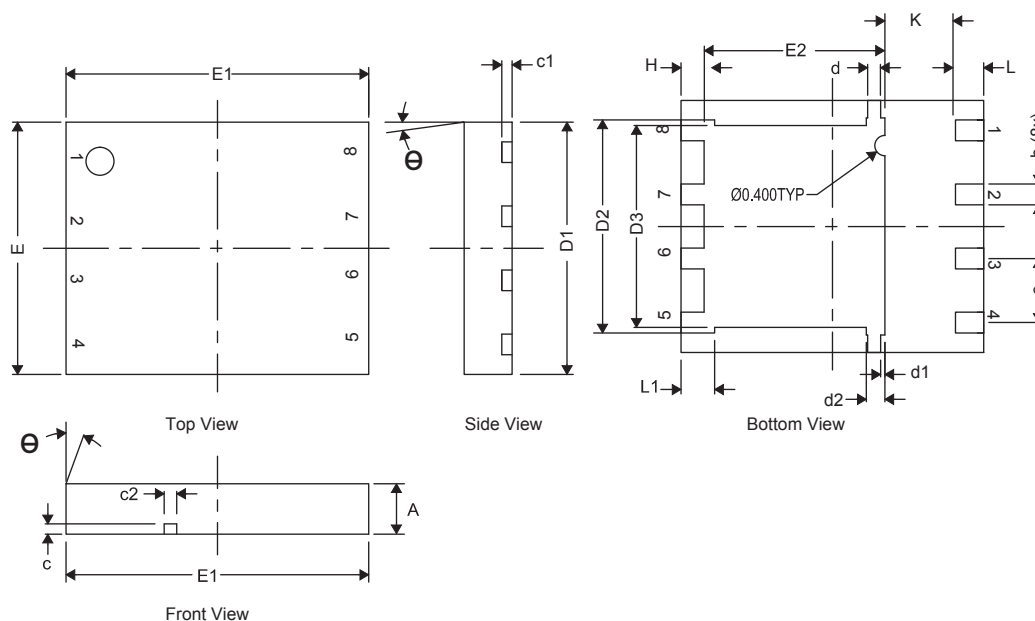 E1
c1
1
2
3
4
8
7
6
5
E
Ɵ
D1
Top View
Side View
K
E2
H
d
L
8
7
6
5
1
2
3
4
D2
D3
Ø0.400TYP
L1
d1
d2
Bottom View
Ɵ
c2
c
A
E1
Front View